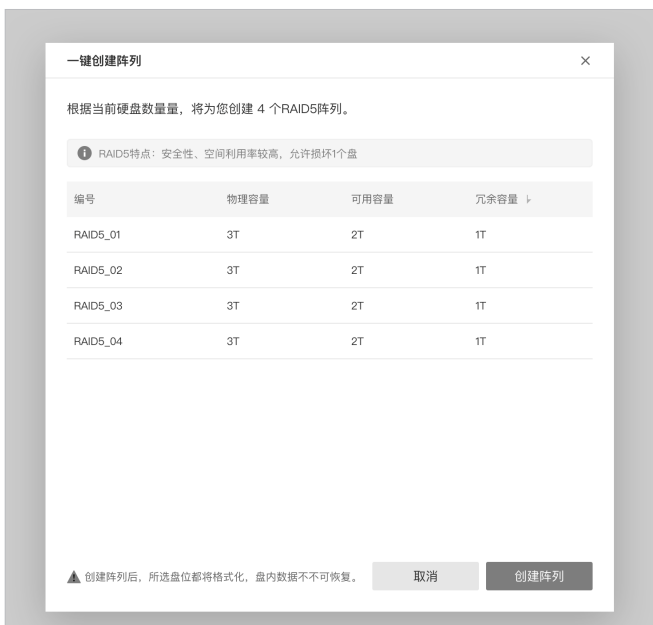 一键创建阵列
根据当前硬盘数量量，将为您创建 4 个RAID5阵列。
RAID5特点：安全性、空间利用率较高，允许损坏1个盘
编号 物理容量 可用容量 冗余容量
RAID5_01 3T 2T 1T
RAID5_02 3T 2T 1T
RAID5_03 3T 2T 1T
RAID5_04 3T 2T 1T
创建阵列后，所选盘位都将格式化，盘内数据不不可恢复。 取消 创建阵列